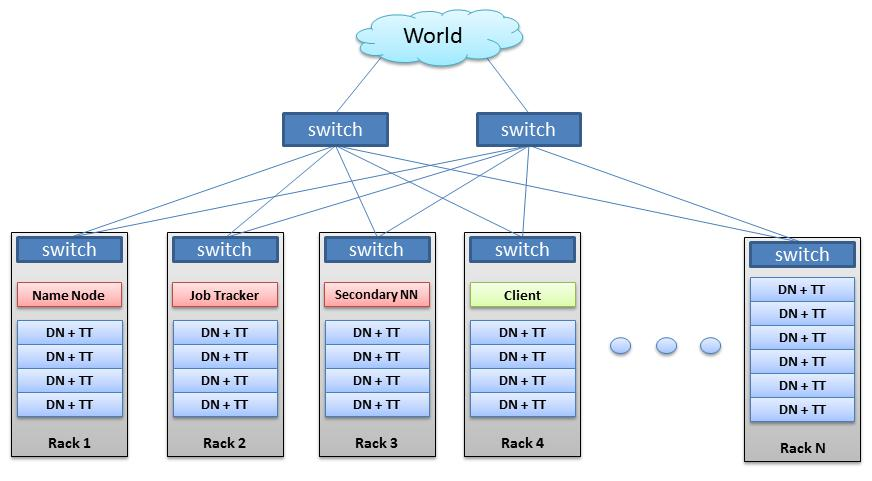 World
switch
switch
switch
Name Node
DN + TT
DN + TT
DN + TT
DN + TT
Rack 1
switch
Job Tracker
DN + TT
DN + TT
DN + TT
DN + TT
Rack 2
switch
Secondary NN
DN + TT
DN + TT
DN + TT
DN + TT
Rack 3
switch
Client
DN + TT
DN + TT
DN + TT
DN + TT
Rack 4
switch
DN + TT
DN + TT
DN + TT
DN + TT
DN + TT
DN + TT
Rack N